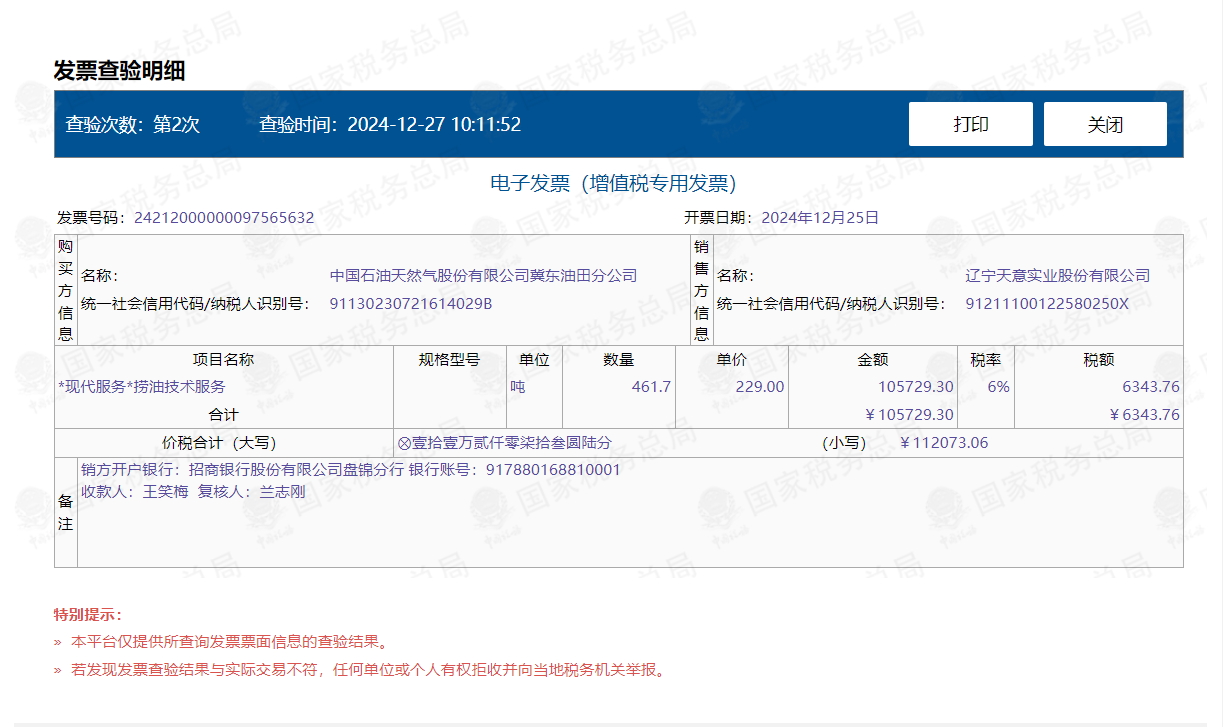 发票查验明细
查验次数：第2次 查验时间：2024-12-27 10:11:52 打印 关闭
电子发票（增值税专用发票）
发票号码：24212000000097565632 开票日期：2024年12月25日
购买方信息
名称： 中国石油天然气股份有限公司冀东油田分公司
统一社会信用代码/纳税人识别号： 91130230721614029B
销售方信息
名称： 辽宁天意实业股份有限公司
统一社会信用代码/纳税人识别号： 91211100122580250X
项目名称 规格型号 单位 数量 单价 金额 税率 税额
*现代服务*捞油技术服务 吨 461.7 229.00 105729.30 6% 6343.76
合计 ￥105729.30 ￥6343.76
价税合计（大写） ⊗壹拾壹万贰仟零柒拾叁圆陆分 (小写) ￥112073.06
备注
销方开户银行：招商银行股份有限公司盘锦分行 银行账号：917880168810001
收款人：王笑梅 复核人：兰志刚
特别提示：
» 本平台仅提供所查询发票票面信息的查验结果。
» 若发现发票查验结果与实际交易不符，任何单位或个人有权拒收并向当地税务机关举报。
国家税务总局